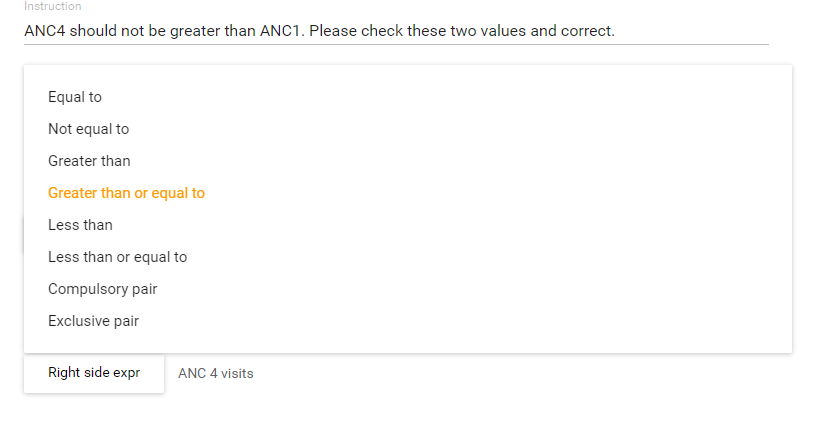 Instruction
ANC4 should not be greater than ANC1. Please check these two values and correct.
Equal to
Not equal to
Greater than
Greater than or equal to
Less than
Less than or equal to
Compulsory pair
Exclusive pair
Right side expr ANC 4 visits